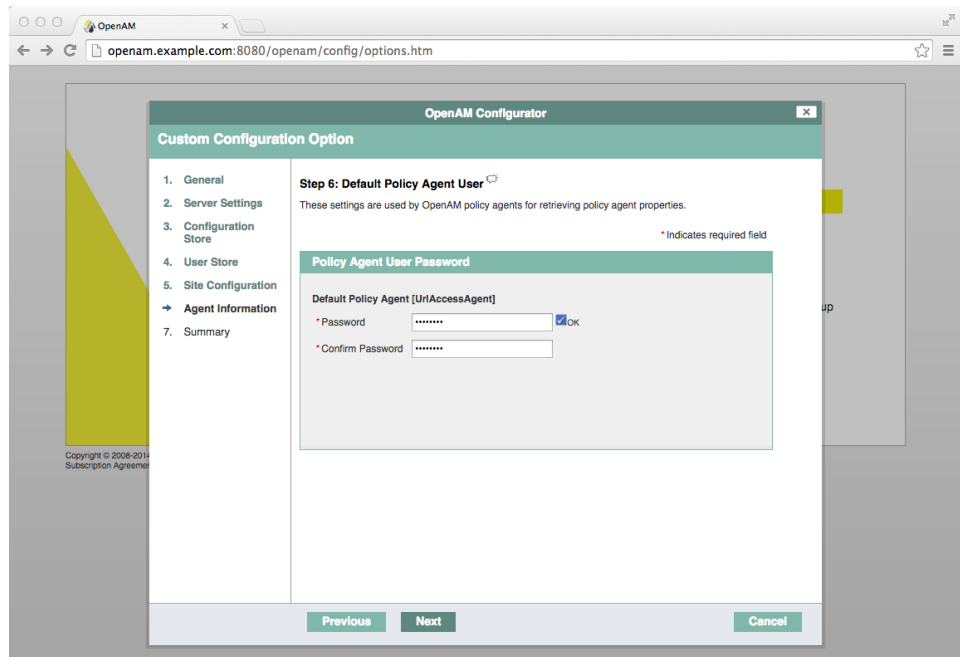 OpenAM
openam.example.com:8080/openam/config/options.htm
OpenAM Configurator
Custom Configuration Option
1. General
2. Server Settings
3. Configuration
Store
4. User Store
5. Site Configuration
Agent Information
7. Summary
Step 6: Default Policy Agent User
These settings are used by OpenAM policy agents for retrieving policy agent properties.
* Indicates required field
Policy Agent User Password
Default Policy Agent [UrlAccessAgent]
* Password •••••••• OK
* Confirm Password ••••••••
up
Copyright © 2008-2014
Subscription Agreemen
Previous Next Cancel